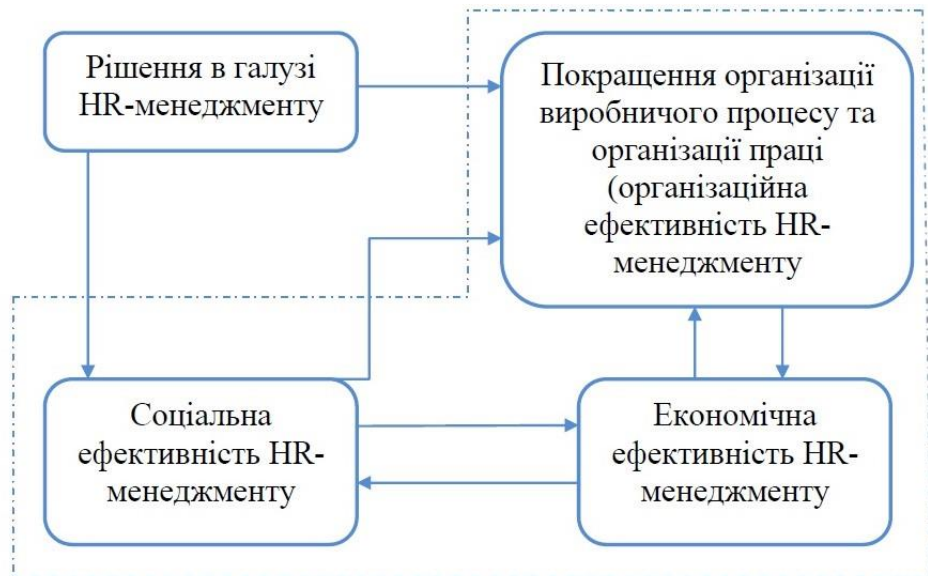 Рішення в галузі
HR-менеджменту
Покращення організації
виробничого процесу та
організації праці
(організаційна
ефективність HR-
менеджменту
Соціальна
ефективність HR-
менеджменту
Економічна
ефективність HR-
менеджменту